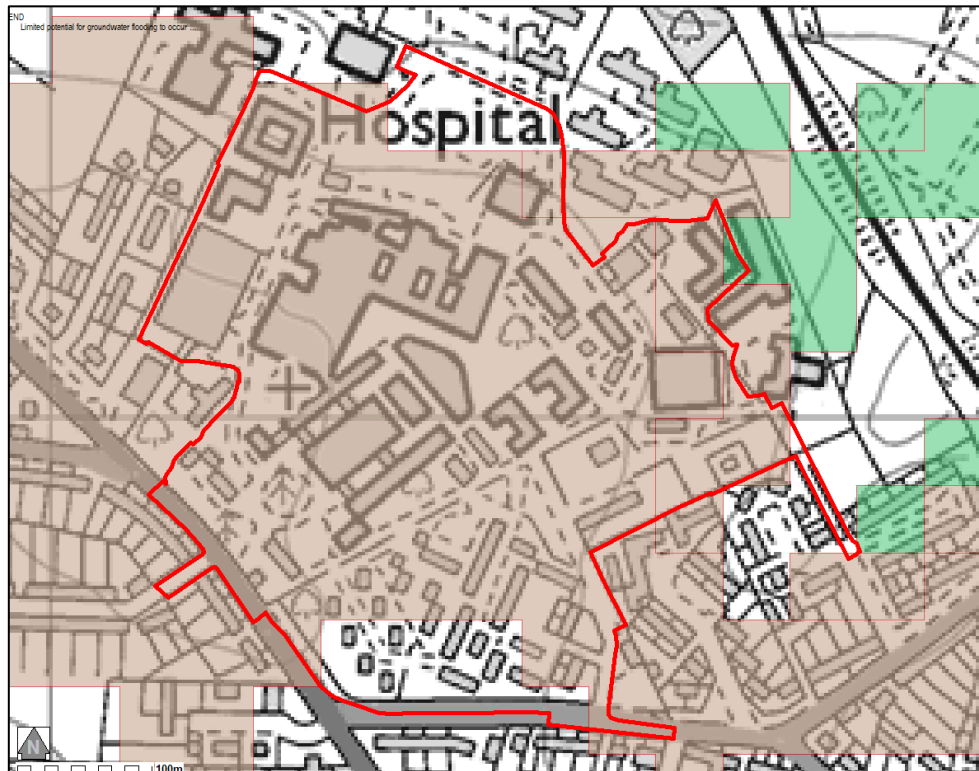 END
Limited potential for groundwater flooding to occur ...
Hospital
N
100m